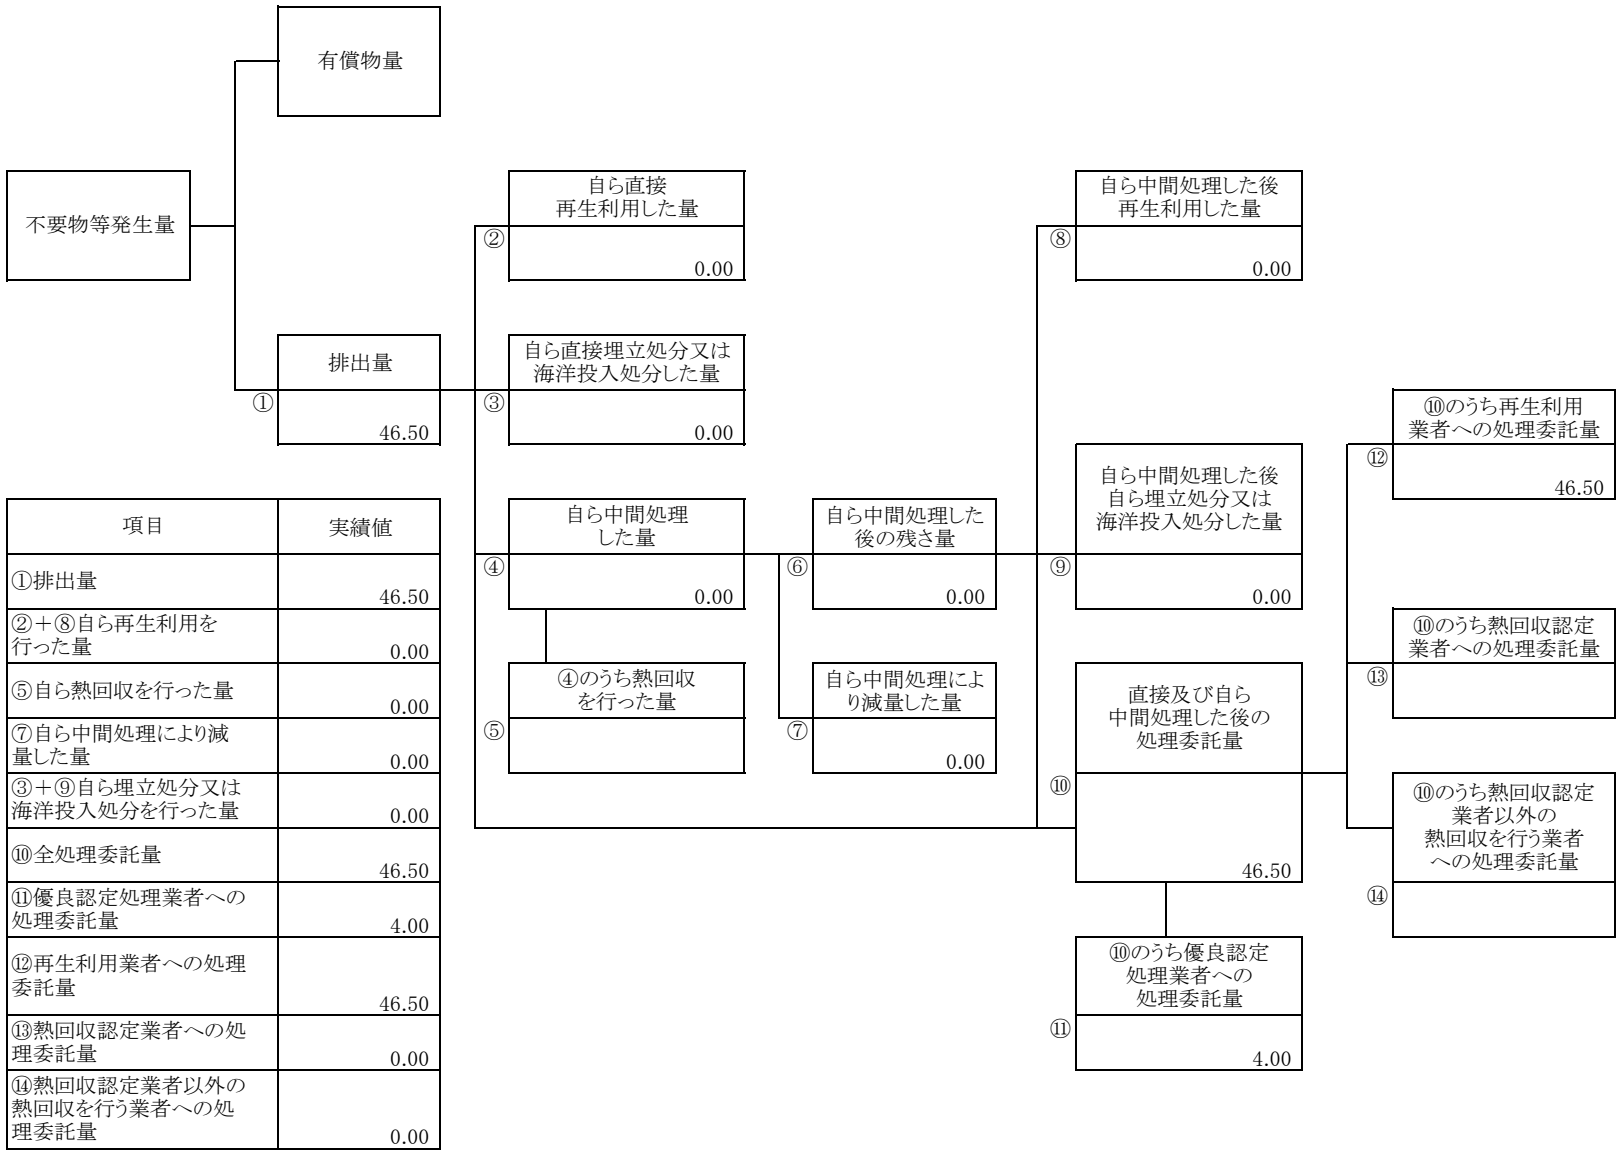 有償物量
不要物等発生量
排出量
①
46.50
自ら直接
再生利用した量
②
0.00
自ら直接埋立処分又は
海洋投入処分した量
③
0.00
自ら中間処理
した量
④
0.00
④のうち熱回収
を行った量
⑤
自ら中間処理した
後の残さ量
⑥
0.00
自ら中間処理によ
り減量した量
⑦
0.00
自ら中間処理した後
再生利用した量
⑧
0.00
自ら中間処理した後
自ら埋立処分又は
海洋投入処分した量
⑨
0.00
直接及び自ら
中間処理した後の
処理委託量
⑩
46.50
⑩のうち優良認定
処理業者への
処理委託量
⑪
4.00
⑩のうち再生利用
業者への処理委託量
⑫
46.50
⑩のうち熱回収認定
業者への処理委託量
⑬
⑩のうち熱回収認定
業者以外の
熱回収を行う業者
への処理委託量
⑭
項目 実績値
①排出量
46.50
②＋⑧自ら再生利用を
行った量
0.00
⑤自ら熱回収を行った量
0.00
⑦自ら中間処理により減
量した量
0.00
③＋⑨自ら埋立処分又は
海洋投入処分を行った量
0.00
⑩全処理委託量
46.50
⑪優良認定処理業者への
処理委託量
4.00
⑫再生利用業者への処理
委託量
46.50
⑬熱回収認定業者への処
理委託量
0.00
⑭熱回収認定業者以外の
熱回収を行う業者への処
理委託量
0.00